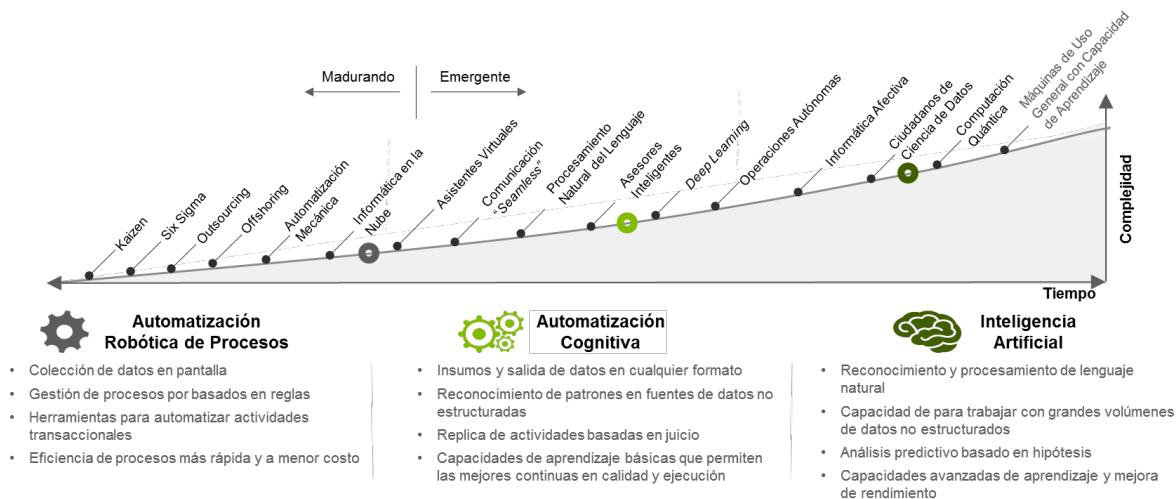 Madurando
Emergente
Kaizen
Six Sigma
Outsourcing
Offshoring
Automatización
Mecánica
Informática en la
Nube
Asistentes Virtuales
Comunicación
“Seamless”
Procesamiento
Natural del Lenguaje
Asesores
Inteligentes
Deep Learning
Operaciones Autónomas
Informática Afectiva
Ciudadanos de
Ciencia de Datos
Computación
Quántica
Máquinas de Uso
General con Capacidad
de Aprendizaje
Complejidad
Tiempo
Automatización
Robótica de Procesos
• Colección de datos en pantalla
• Gestión de procesos por basados en reglas
• Herramientas para automatizar actividades
transaccionales
• Eficiencia de procesos más rápida y a menor costo
Automatización
Cognitiva
• Insumos y salida de datos en cualquier formato
• Reconocimiento de patrones en fuentes de datos no
estructuradas
• Replica de actividades basadas en juicio
• Capacidades de aprendizaje básicas que permiten
las mejores continuas en calidad y ejecución
Inteligencia
Artificial
• Reconocimiento y procesamiento de lenguaje
natural
• Capacidad de para trabajar con grandes volúmenes
de datos no estructurados
• Análisis predictivo basado en hipótesis
• Capacidades avanzadas de aprendizaje y mejora
de rendimiento